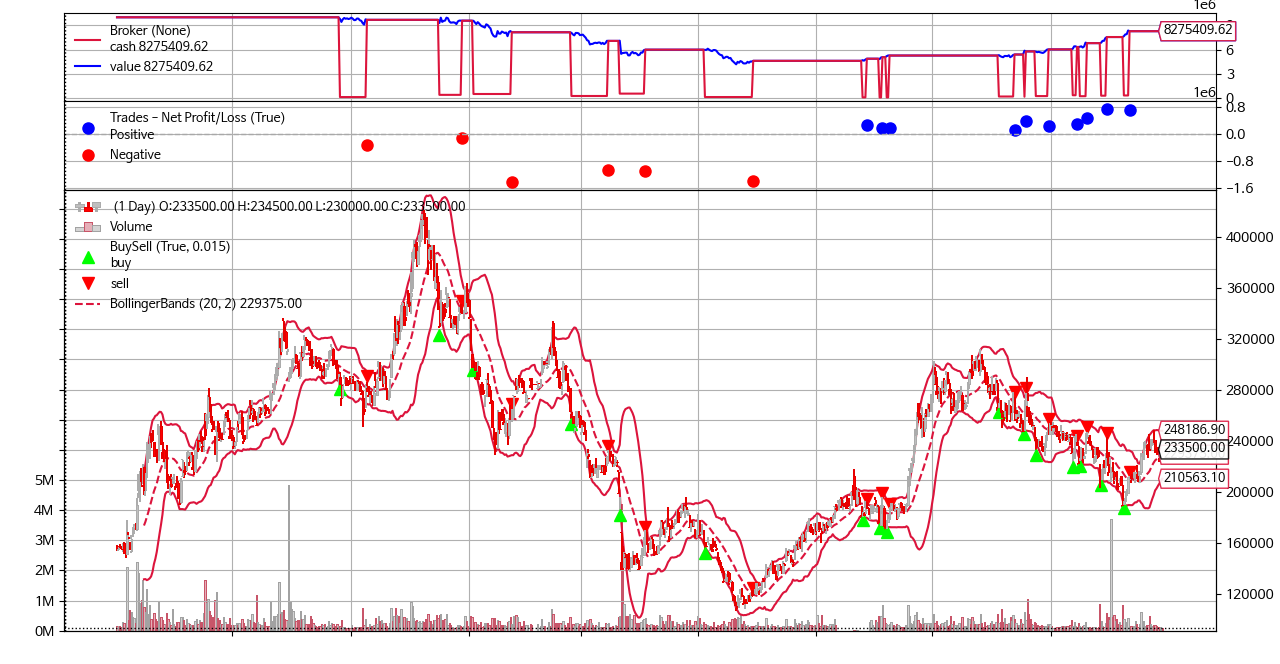 1e6
Broker (None)
cash 8275409.62
value 8275409.62
8275409.62
6
3
0
1e6
Trades - Net Profit/Loss (True)
Positive
Negative
0.8
0.0
−0.8
−1.6
(1 Day) O:233500.00 H:234500.00 L:230000.00 C:233500.00
Volume
BuySell (True, 0.015)
buy
sell
BollingerBands (20, 2) 229375.00
400000
360000
320000
280000
240000
200000
160000
120000
248186.90
233500.00
210563.10
5M
4M
3M
2M
1M
0M